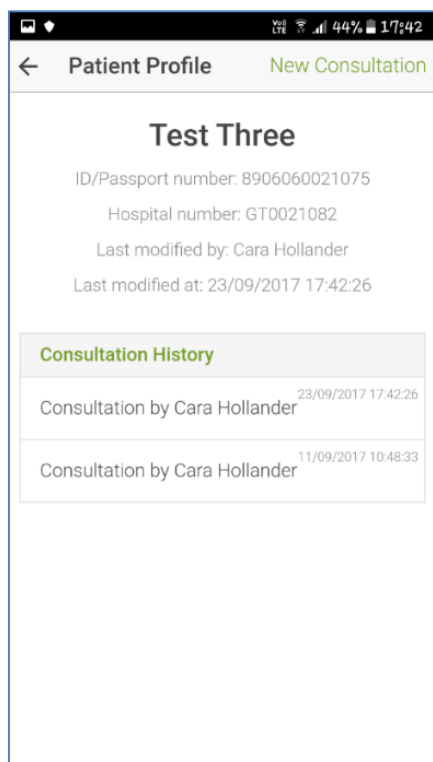 VoD LTE 44% 17:42
Patient Profile New Consultation
Test Three
ID/Passport number: 8906060021075
Hospital number: GT0021082
Last modified by: Cara Hollander
Last modified at: 23/09/2017 17:42:26
Consultation History
23/09/2017 17:42:26
Consultation by Cara Hollander
11/09/2017 10:48:33
Consultation by Cara Hollander